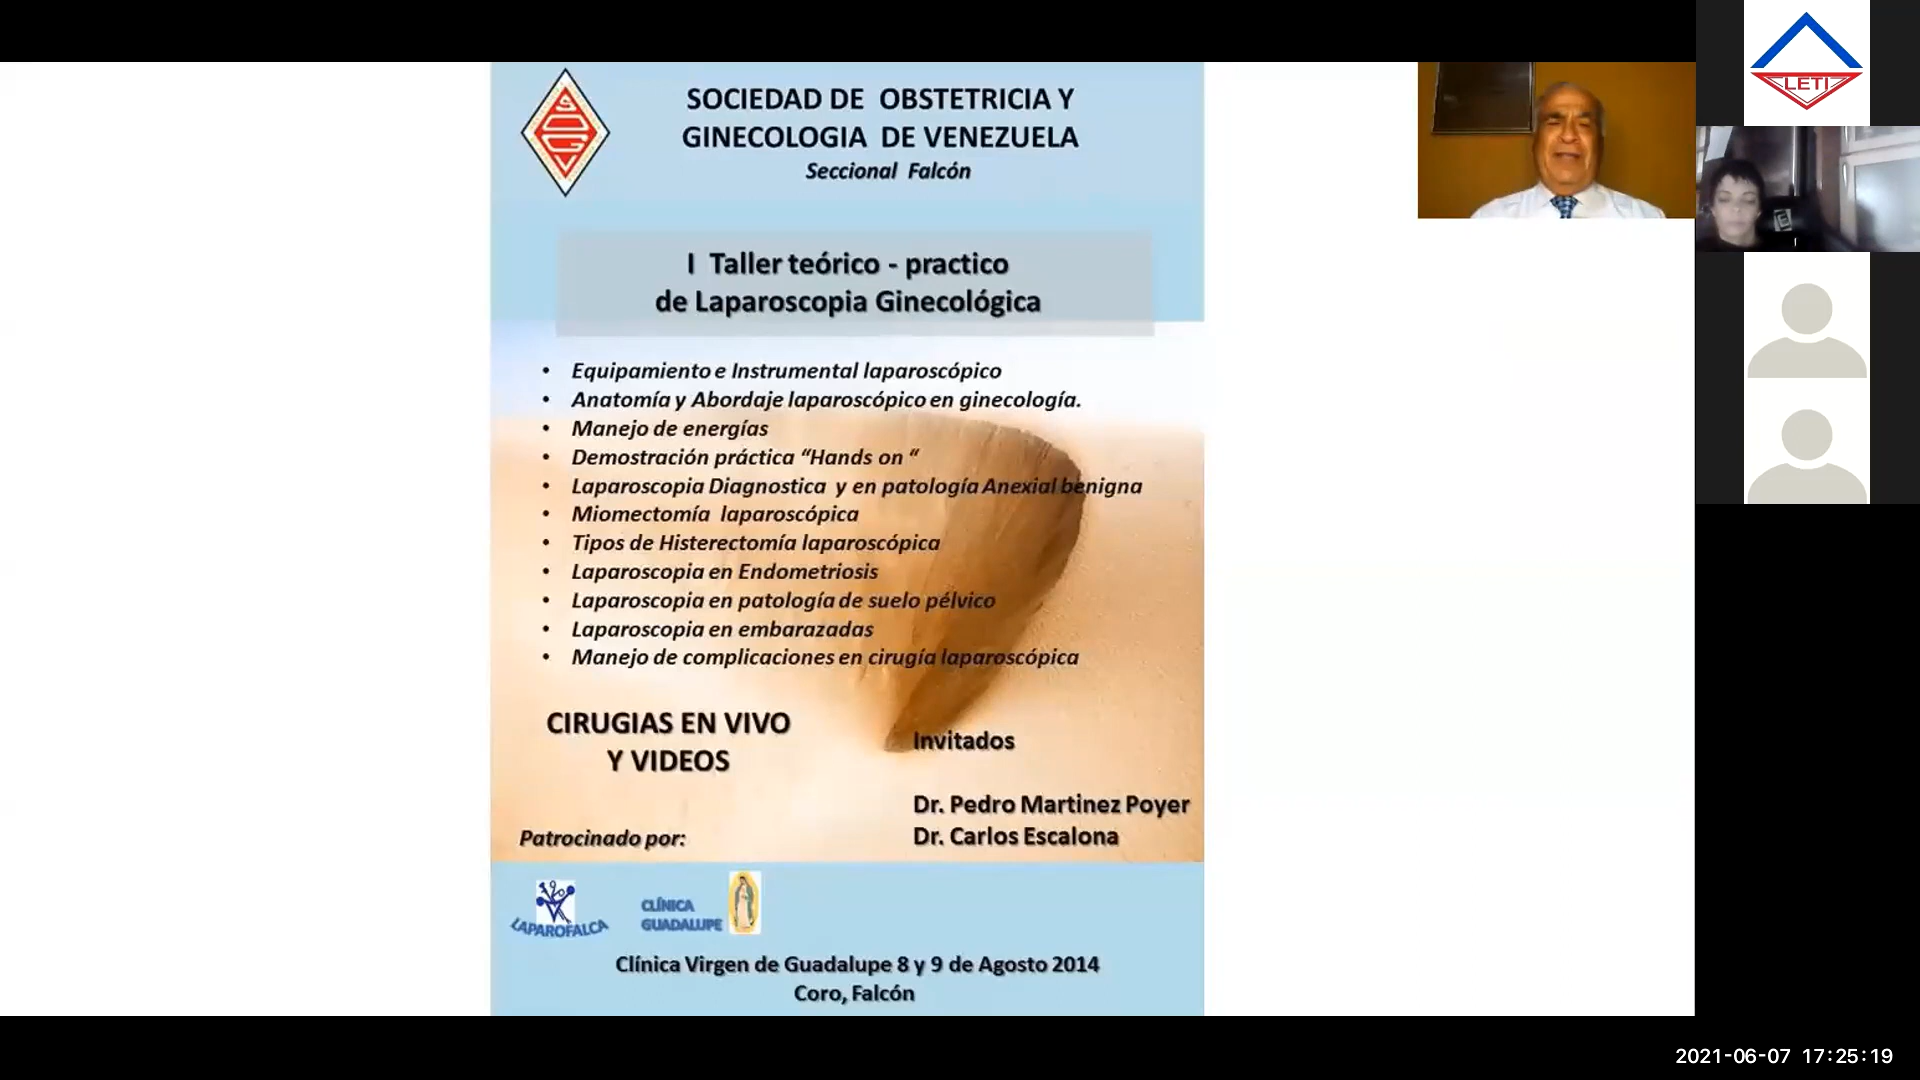 SOGV
SOCIEDAD DE OBSTETRICIA Y
GINECOLOGIA DE VENEZUELA
Seccional Falcón
I Taller teórico - practico
de Laparoscopia Ginecológica
• Equipamiento e Instrumental laparoscópico
• Anatomía y Abordaje laparoscópico en ginecología.
• Manejo de energías
• Demostración práctica “Hands on “
• Laparoscopia Diagnostica y en patología Anexial benigna
• Miomectomía laparoscópica
• Tipos de Histerectomía laparoscópica
• Laparoscopia en Endometriosis
• Laparoscopia en patología de suelo pélvico
• Laparoscopia en embarazadas
• Manejo de complicaciones en cirugía laparoscópica
CIRUGIAS EN VIVO
Y VIDEOS
Invitados
Dr. Pedro Martinez Poyer
Dr. Carlos Escalona
Patrocinado por:
LAPAROFALCA
CLÍNICA
GUADALUPE
Clínica Virgen de Guadalupe 8 y 9 de Agosto 2014
Coro, Falcón
LETI
2021-06-07 17:25:19